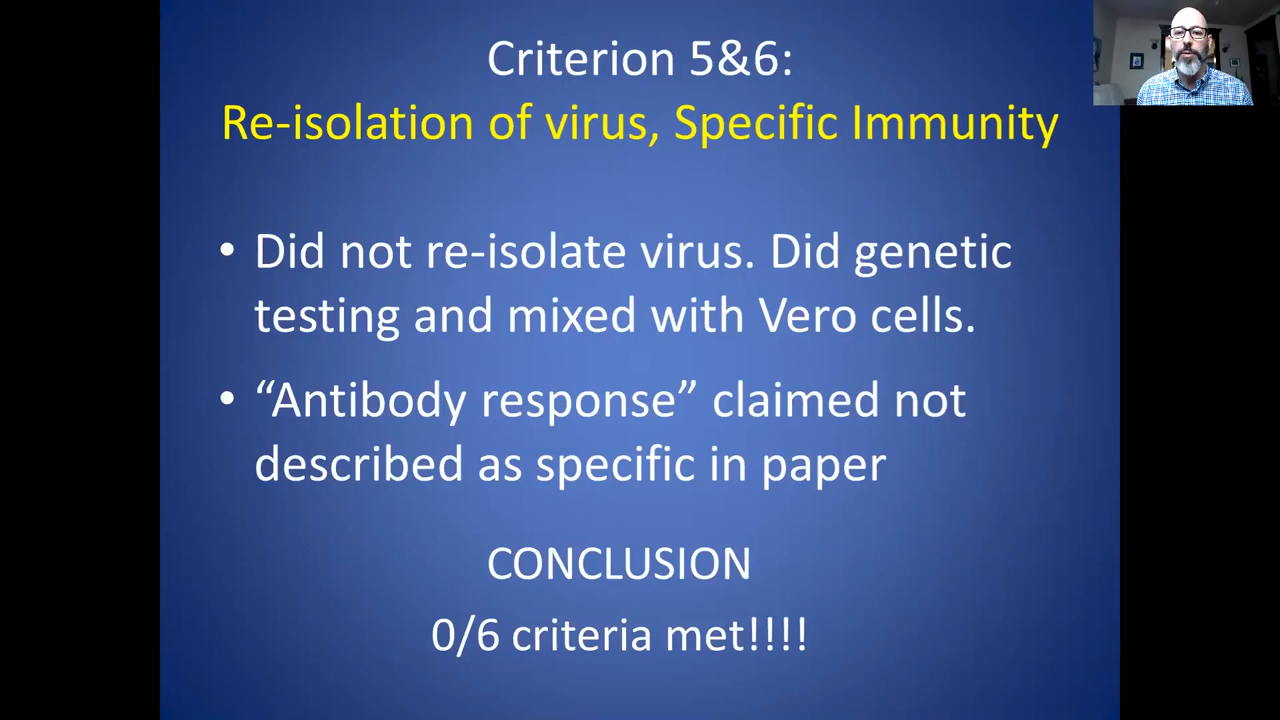 Criterion 5&6:
Re-isolation of virus, Specific Immunity
• Did not re-isolate virus. Did genetic
testing and mixed with Vero cells.
• “Antibody response” claimed not
described as specific in paper
CONCLUSION
0/6 criteria met!!!!